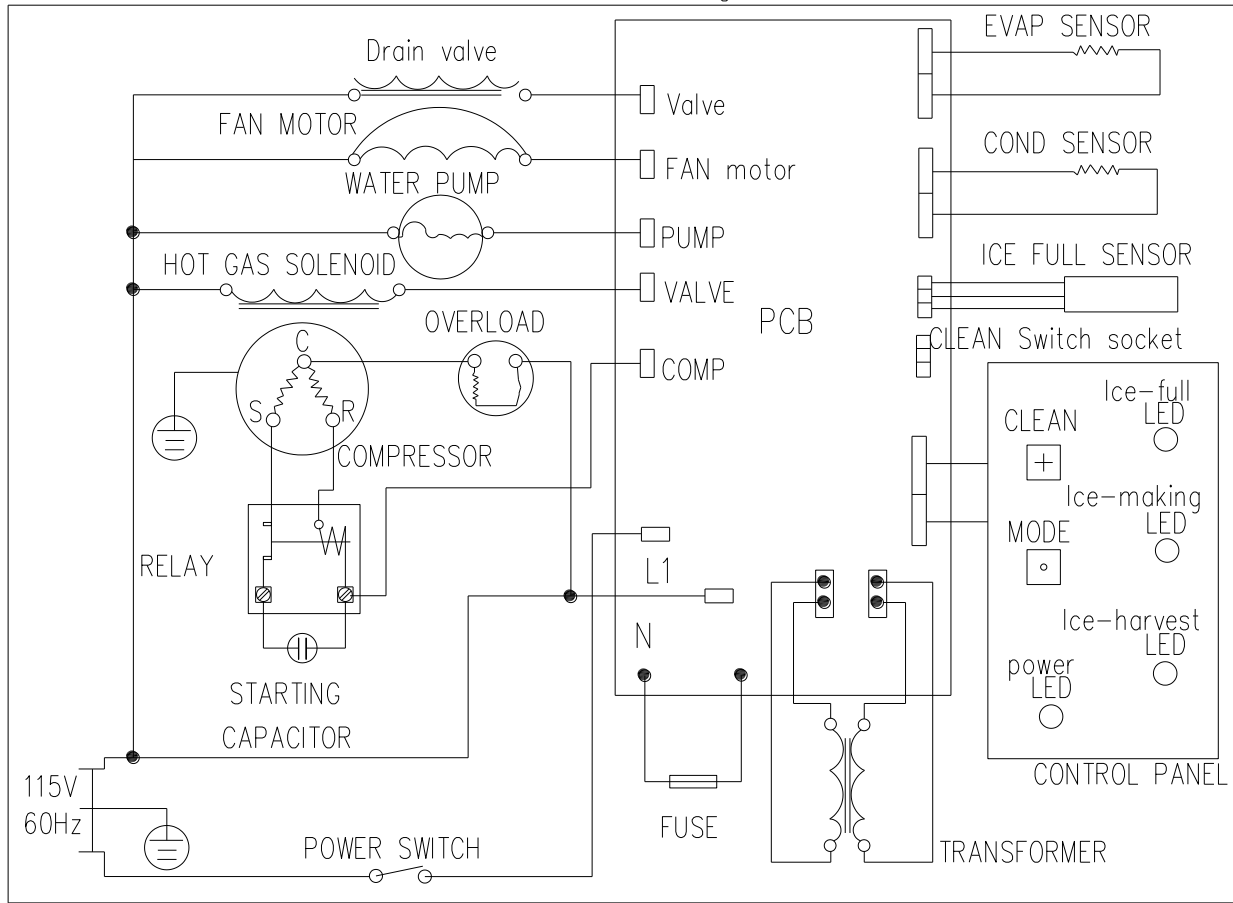 Drain valve
Valve
FAN MOTOR
FAN motor
WATER PUMP
PUMP
HOT GAS SOLENOID
VALVE
OVERLOAD
COMP
C
S
R
COMPRESSOR
RELAY
STARTING
CAPACITOR
115V
60Hz
POWER SWITCH
PCB
L1
N
FUSE
TRANSFORMER
EVAP SENSOR
COND SENSOR
ICE FULL SENSOR
CLEAN Switch socket
Ice-full
LED
CLEAN
Ice-making
LED
MODE
Ice-harvest
LED
power
LED
CONTROL PANEL